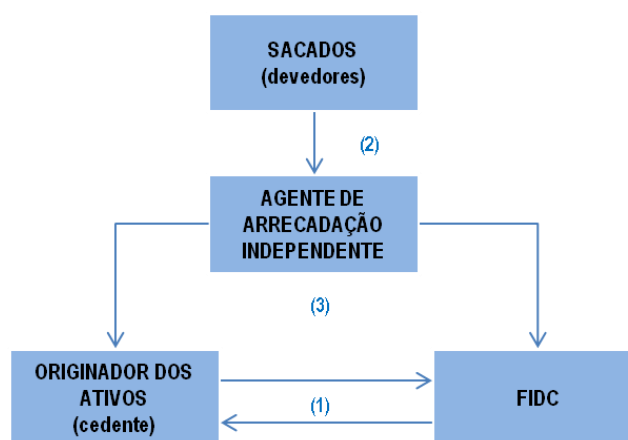 SACADOS
(devedores)
(2)
AGENTE DE
ARRECADAÇÃO
INDEPENDENTE
(3)
ORIGINADOR DOS
ATIVOS
(cedente)
(1)
FIDC